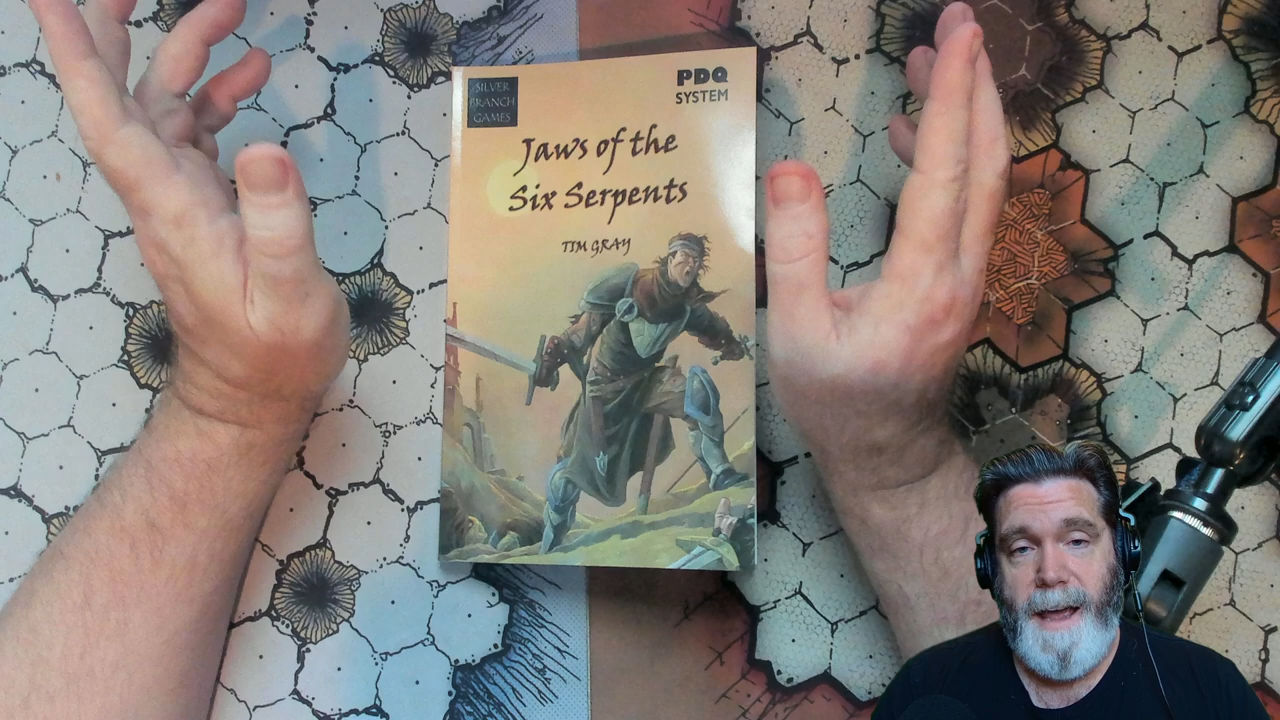 SILVER
BRANCH
GAMES
PDQ
SYSTEM
Jaws of the
Six Serpents
TIM GRAY